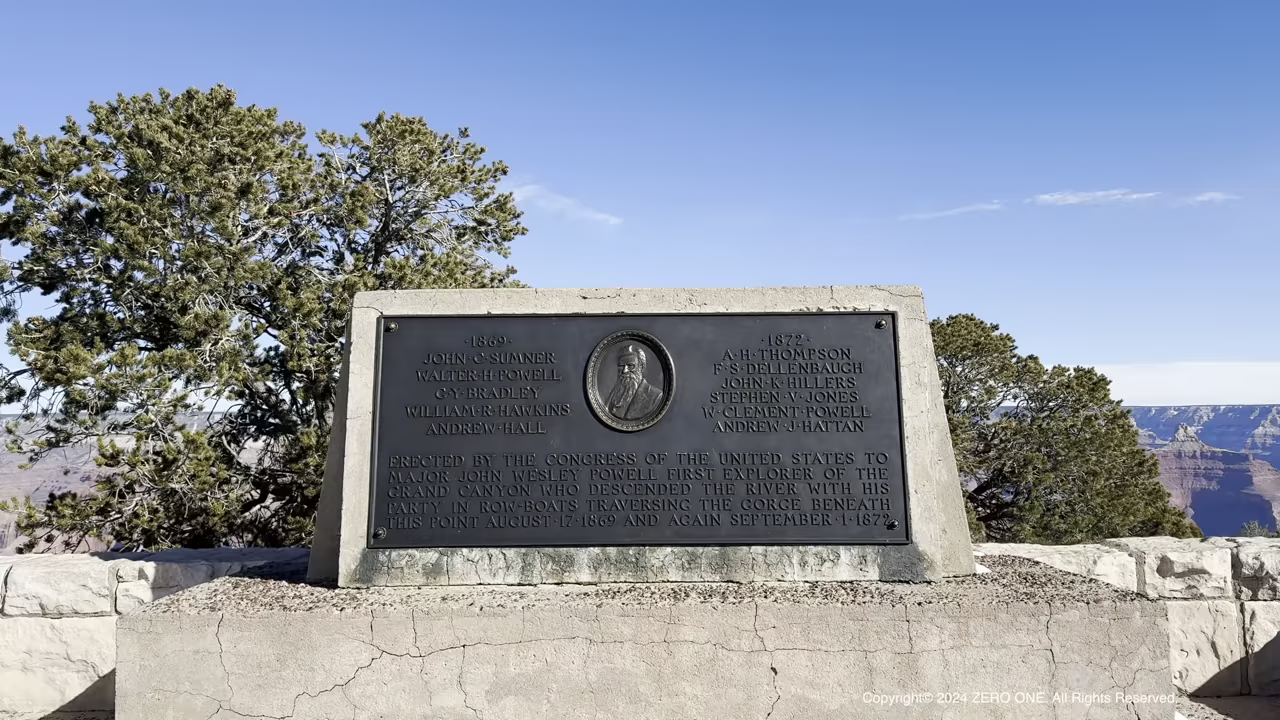 ·1869·
JOHN·C·SUMNER
WALTER·H·POWELL
G·Y·BRADLEY
WILLIAM·R·HAWKINS
ANDREW·HALL
·1872·
A·H·THOMPSON
F·S·DELLENBAUGH
JOHN·K·HILLERS
STEPHEN·V·JONES
W·CLEMENT·POWELL
ANDREW·J·HATTAN
ERECTED BY THE CONGRESS OF THE UNITED STATES TO
MAJOR JOHN WESLEY POWELL FIRST EXPLORER OF THE
GRAND CANYON WHO DESCENDED THE RIVER WITH HIS
PARTY IN ROW-BOATS TRAVERSING THE GORGE BENEATH
THIS POINT AUGUST·17·1869 AND AGAIN SEPTEMBER·1·1872
Copyright© 2024 ZERO ONE. All Rights Reserved.